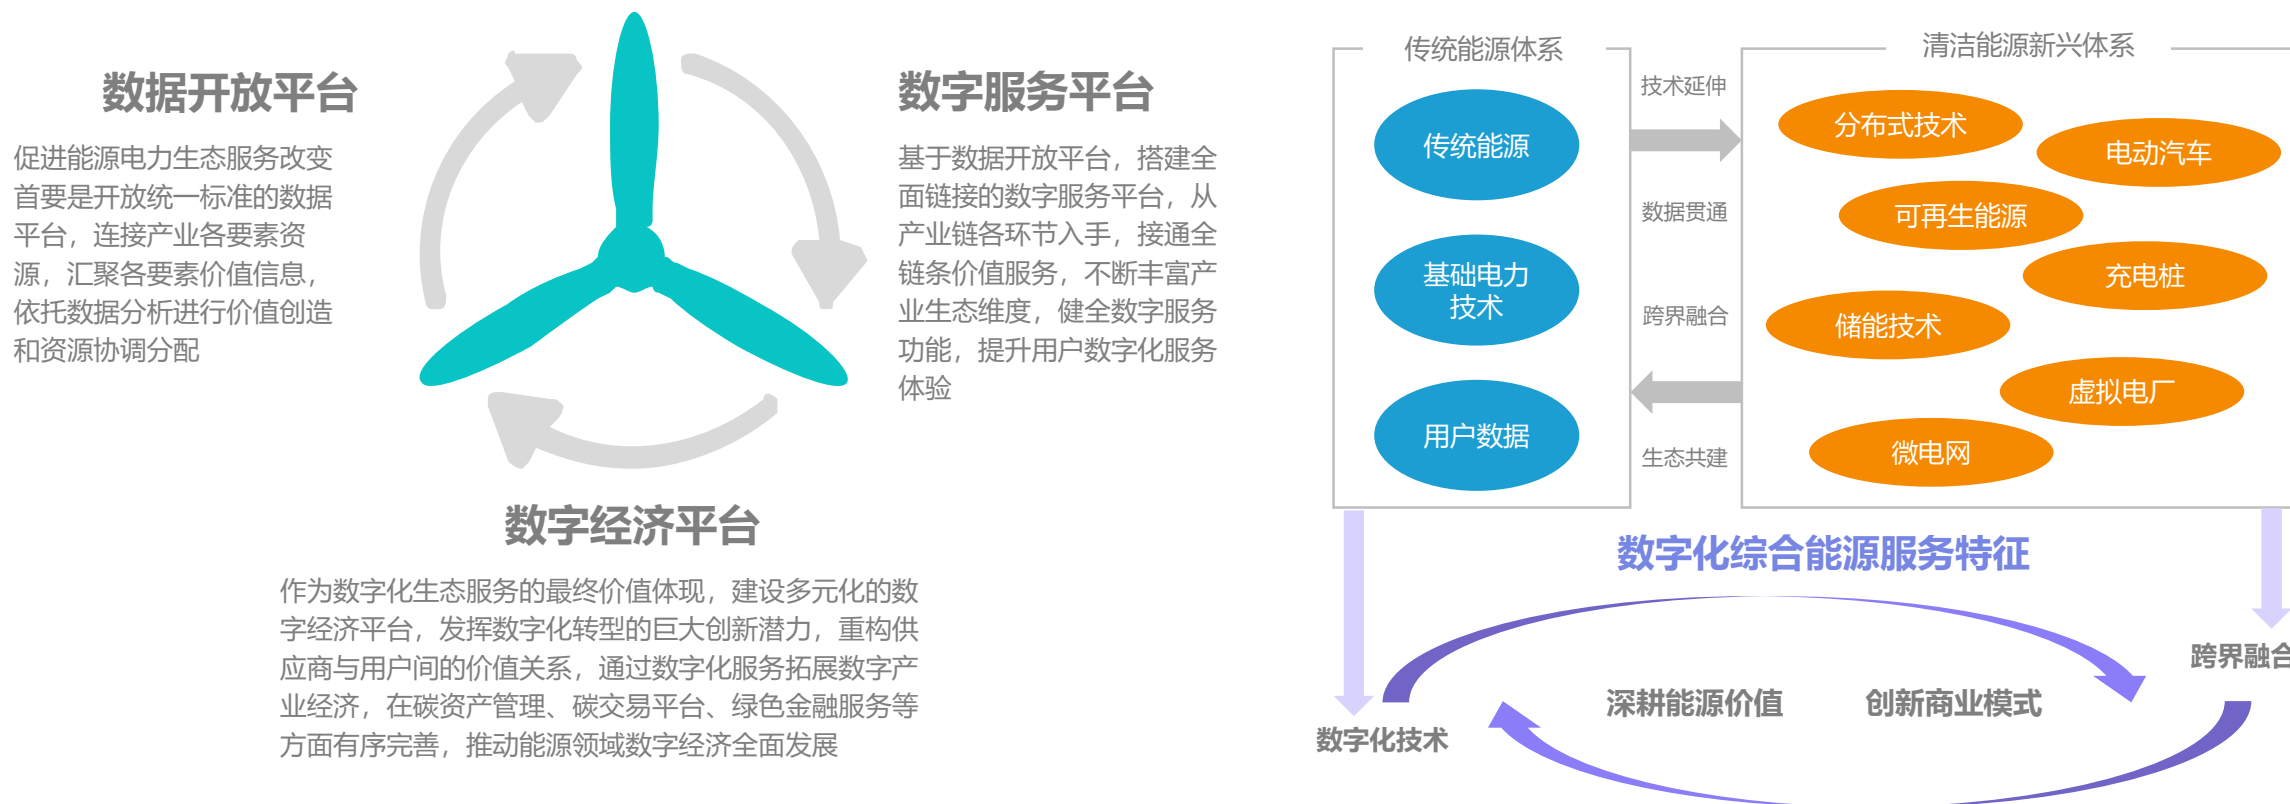 数据开放平台
促进能源电力生态服务改变
首要是开放统一标准的数据
平台，连接产业各要素资
源，汇聚各要素价值信息，
依托数据分析进行价值创造
和资源协调分配
数字服务平台
基于数据开放平台，搭建全
面链接的数字服务平台，从
产业链各环节入手，接通全
链条价值服务，不断丰富产
业生态维度，健全数字服务
功能，提升用户数字化服务
体验
数字经济平台
作为数字化生态服务的最终价值体现，建设多元化的数
字经济平台，发挥数字化转型的巨大创新潜力，重构供
应商与用户间的价值关系，通过数字化服务拓展数字产
业经济，在碳资产管理、碳交易平台、绿色金融服务等
方面有序完善，推动能源领域数字经济全面发展
传统能源体系
传统能源
基础电力
技术
用户数据
技术延伸
数据贯通
跨界融合
生态共建
清洁能源新兴体系
分布式技术
电动汽车
可再生能源
充电桩
储能技术
虚拟电厂
微电网
数字化综合能源服务特征
跨界融合
深耕能源价值
创新商业模式
数字化技术